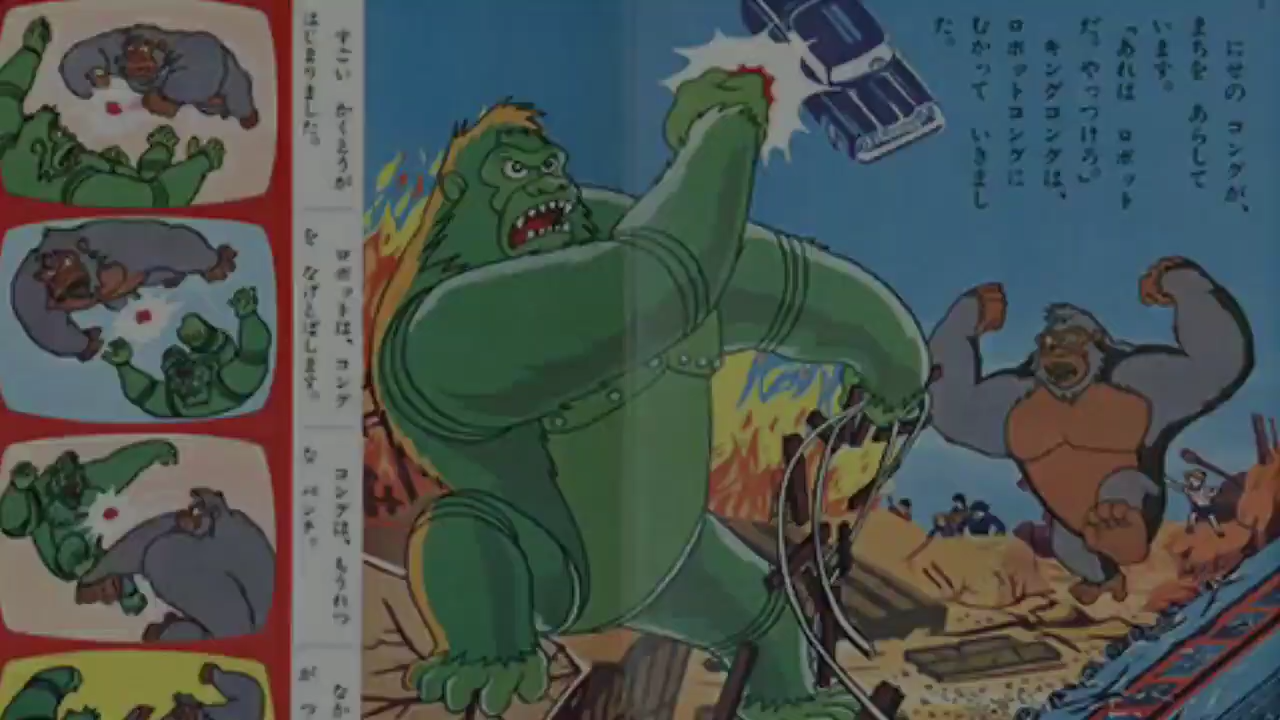 にせの コングが、
まちを あらして
います。
「あれは ロボット
だ。やっつけろ。」
キングコングは、
ロボットコングに
むかって いきまし
た。
すごい かくとうが
はじまりました。
ロボットは、コング
を なげとばします。
コングは、もうれつ
な パンチ。
なか
が つ